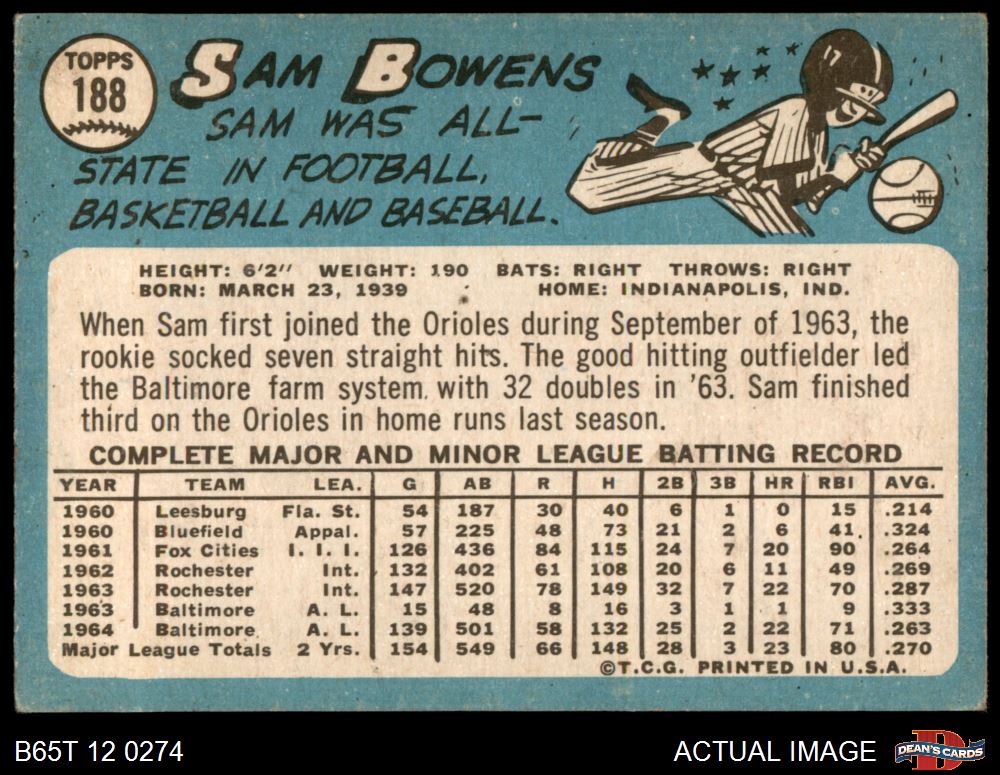 TOPPS
188
SAM BOWENS
SAM WAS ALL-
STATE IN FOOTBALL,
BASKETBALL AND BASEBALL.
17
HEIGHT: 6'2" WEIGHT: 190 BATS: RIGHT THROWS: RIGHT
BORN: MARCH 23, 1939 HOME: INDIANAPOLIS, IND.
When Sam first joined the Orioles during September of 1963, the
rookie socked seven straight hits. The good hitting outfielder led
the Baltimore farm system with 32 doubles in '63. Sam finished
third on the Orioles in home runs last season.
COMPLETE MAJOR AND MINOR LEAGUE BATTING RECORD
YEAR TEAM LEA. G AB R H 2B 3B HR RBI AVG.
1960 Leesburg Fla. St. 54 187 30 40 6 1 0 15 .214
1960 Bluefield Appal. 57 225 48 73 21 2 6 41 .324
1961 Fox Cities I. I. I. 126 436 84 115 24 7 20 90 .264
1962 Rochester Int. 132 402 61 108 20 6 11 49 .269
1963 Rochester Int. 147 520 78 149 32 7 22 70 .287
1963 Baltimore A. L. 15 48 8 16 3 1 1 9 .333
1964 Baltimore A. L. 139 501 58 132 25 2 22 71 .263
Major League Totals 2 Yrs. 154 549 66 148 28 3 23 80 .270
©T.C.G. PRINTED IN U.S.A.
B65T 12 0274 ACTUAL IMAGE DEAN'S CARDS